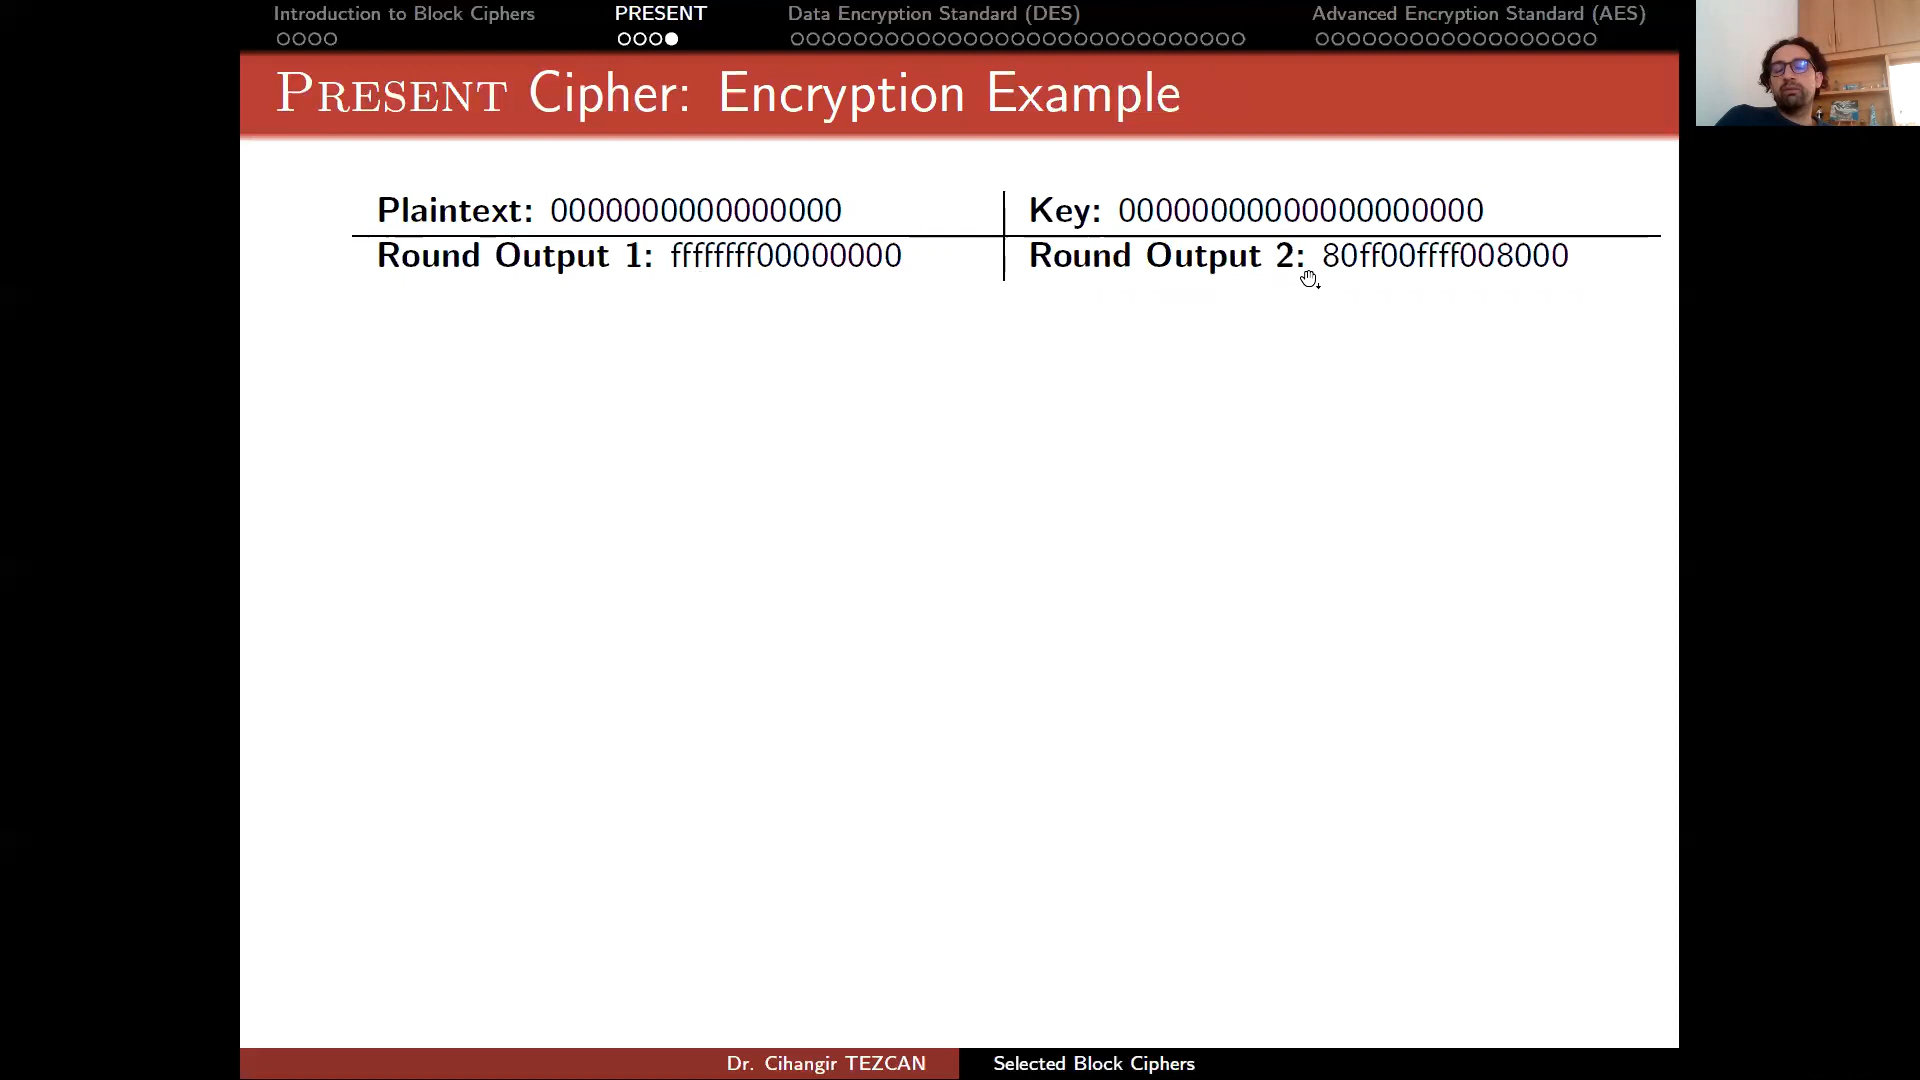 Introduction to Block Ciphers PRESENT Data Encryption Standard (DES) Advanced Encryption Standard (AES)
PRESENT Cipher: Encryption Example
Plaintext: 0000000000000000 Key: 00000000000000000000
Round Output 1: ffffffff00000000 Round Output 2: 80ff00ffff008000
Dr. Cihangir TEZCAN Selected Block Ciphers